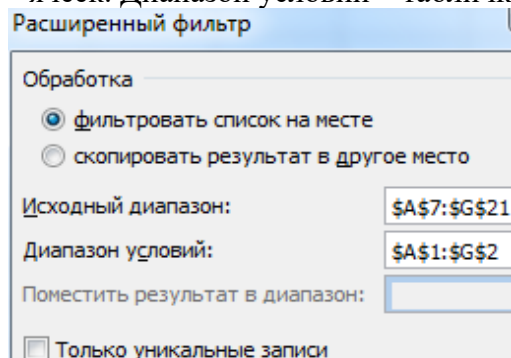 Расширенный фильтр
Обработка
фильтровать список на месте
скопировать результат в другое место
Исходный диапазон: $A$7:$G$21
Диапазон условий: $A$1:$G$2
Поместить результат в диапазон:
Только уникальные записи